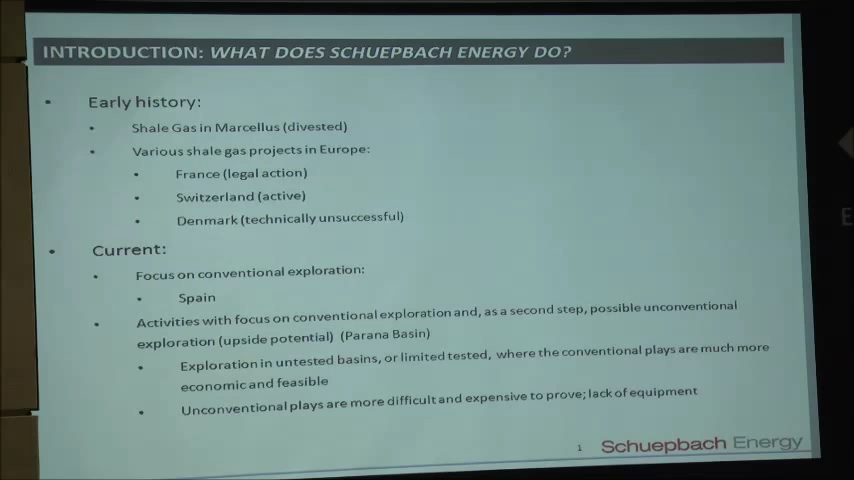 INTRODUCTION: WHAT DOES SCHUEPBACH ENERGY DO?
• Early history:
• Shale Gas in Marcellus (divested)
• Various shale gas projects in Europe:
• France (legal action)
• Switzerland (active)
• Denmark (technically unsuccessful)
• Current:
• Focus on conventional exploration:
• Spain
• Activities with focus on conventional exploration and, as a second step, possible unconventional
exploration (upside potential) (Parana Basin)
• Exploration in untested basins, or limited tested, where the conventional plays are much more
economic and feasible
• Unconventional plays are more difficult and expensive to prove; lack of equipment
1 Schuepbach Energy
E